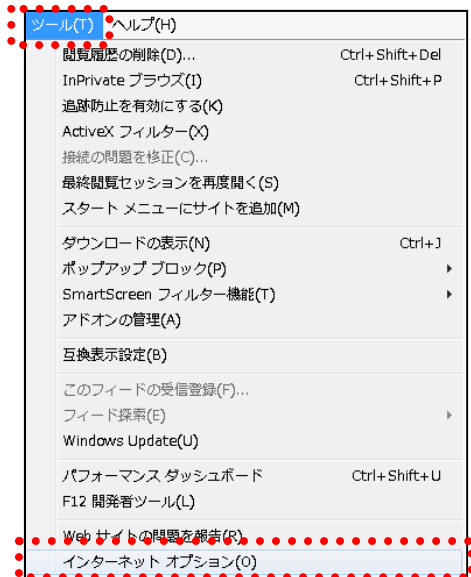 ツール(T) ヘルプ(H)
閲覧履歴の削除(D)... Ctrl+Shift+Del
InPrivate ブラウズ(I) Ctrl+Shift+P
追跡防止を有効にする(K)
ActiveX フィルター(X)
接続の問題を修正(C)...
最終閲覧セッションを再度開く(S)
スタート メニューにサイトを追加(M)
ダウンロードの表示(N) Ctrl+J
ポップアップ ブロック(P)
SmartScreen フィルター機能(T)
アドオンの管理(A)
互換表示設定(B)
このフィードの受信登録(F)...
フィード探索(E)
Windows Update(U)
パフォーマンス ダッシュボード Ctrl+Shift+U
F12 開発者ツール(L)
Web サイトの問題を報告(R)
インターネット オプション(O)